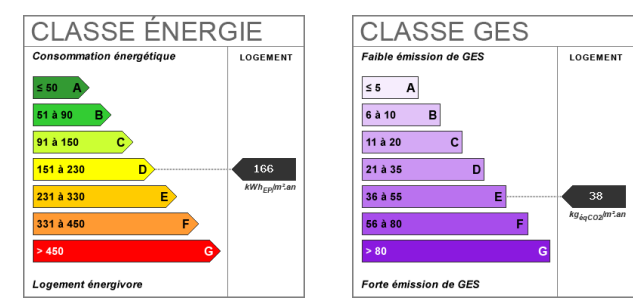 CLASSE ÉNERGIE
Consommation énergétique
LOGEMENT
≤ 50 A
51 à 90 B
91 à 150 C
151 à 230 D
166
kWhEP/m².an
231 à 330 E
331 à 450 F
> 450 G
Logement énergivore
CLASSE GES
Faible émission de GES
LOGEMENT
≤ 5 A
6 à 10 B
11 à 20 C
21 à 35 D
36 à 55 E
38
kgéqCO2/m².an
56 à 80 F
> 80 G
Forte émission de GES